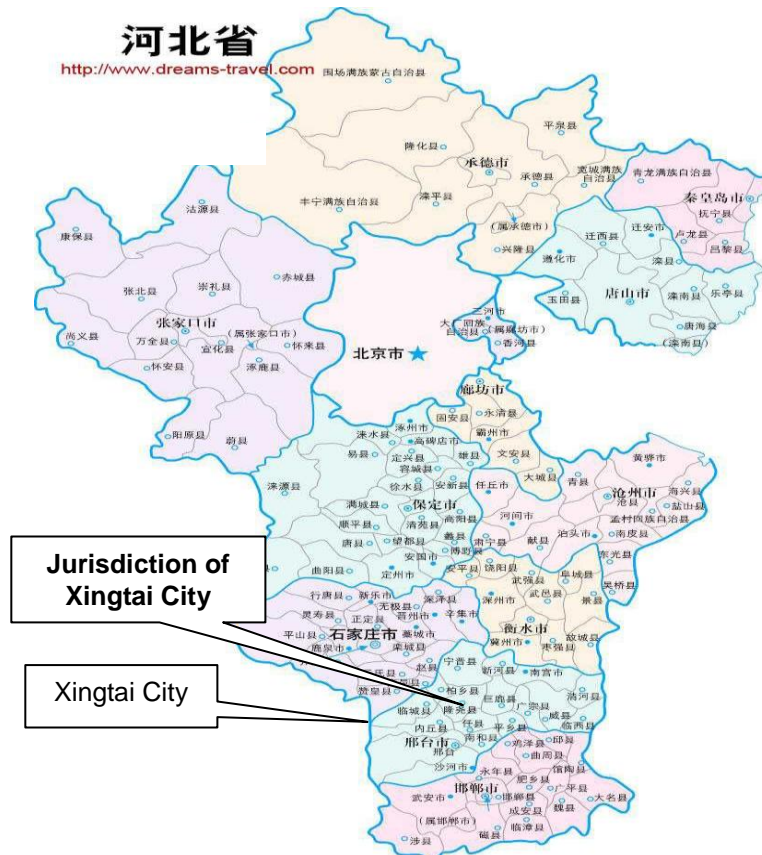 河北省
http://www.dreams-travel.com
围场满族蒙古自治县
平泉县
隆化县
承德市
承德县
宽城满族
自治县
青龙满族自治县
秦皇岛市
抚宁县
卢龙县
昌黎县
丰宁满族自治县
滦平县
(属承德市)
兴隆县
迁西县
迁安市
遵化市
滦县
玉田县
唐山市
滦南县
乐亭县
唐海县
(滦南县)
沽源县
康保县
赤城县
张北县
崇礼县
张家口市
(属张家口市)
尚义县
万全县
宣化县
怀来县
怀安县
涿鹿县
阳原县
蔚县
三河市
大厂回族
自治县
(属廊坊市)
香河县
北京市
廊坊市
固安县
永清县
霸州市
文安县
大城县
涿州市
涞水县
高碑店市
易县
定兴县
雄县
容城县
涞源县
徐水县
安新县
满城县
保定市
顺平县
清苑县
高阳县
唐县
望都县
蠡县
博野县
安国市
曲阳县
定州市
任丘市
青县
黄骅市
沧州市
沧县
海兴县
盐山县
河间市
孟村回族自治县
泊头市
南皮县
肃宁县
献县
东光县
吴桥县
安平县
饶阳县
武强县
阜城县
深州市
武邑县
景县
衡水市
冀州市
枣强县
故城县
Jurisdiction of
Xingtai City
行唐县
新乐市
无极县
深泽县
灵寿县
正定县
晋州市
辛集市
平山县
石家庄市
藁城市
鹿泉市
栾城县
赵县
赞皇县
Xingtai City
宁晋县
新河县
南宫市
柏乡县
巨鹿县
清河县
临城县
隆尧县
广宗县
威县
内丘县
任县
平乡县
临西县
邢台市
南和县
邢台
沙河市
鸡泽县
邱县
曲周县
永年县
馆陶县
肥乡县
武安市
邯郸市
邯郸县
广平县
大名县
成安县
魏县
(属邯郸市)
临漳县
涉县
磁县